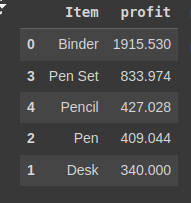 Item profit
0 Binder 1915.530
3 Pen Set 833.974
4 Pencil 427.028
2 Pen 409.044
1 Desk 340.000